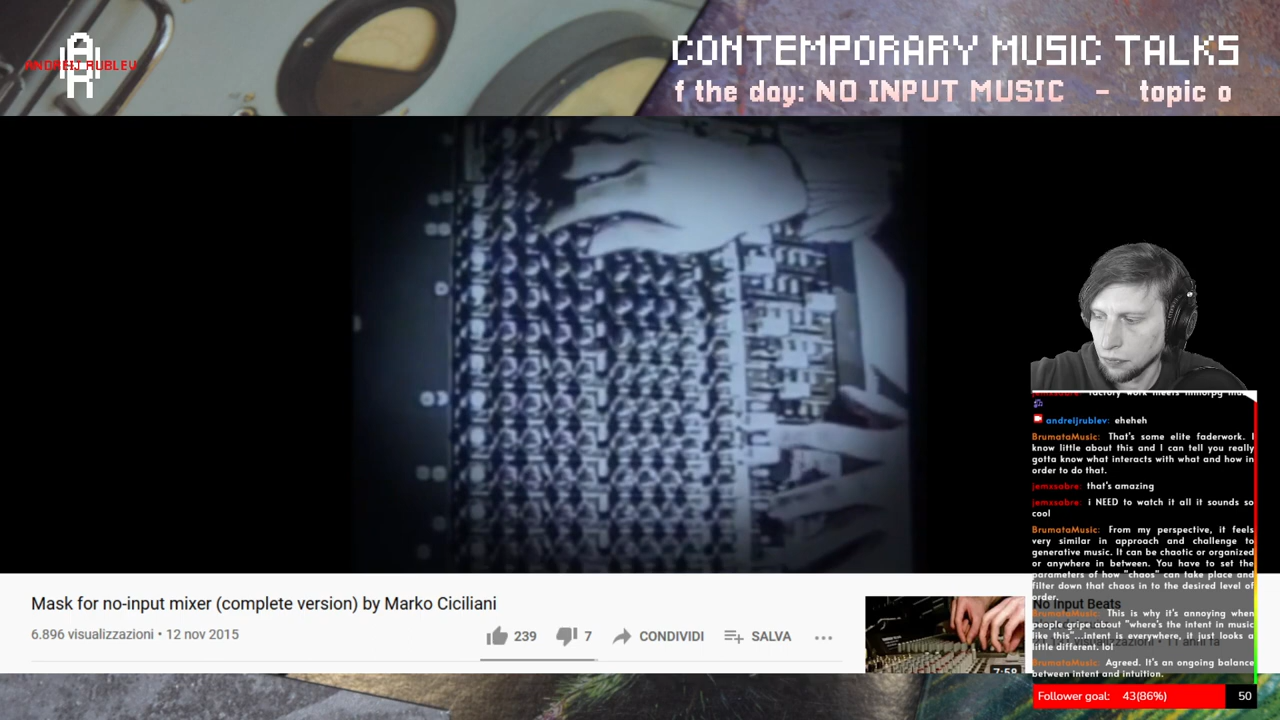 ANDREIJ RUBLEV
CONTEMPORARY MUSIC TALKS
f the day: NO INPUT MUSIC - topic o
jemxsabre: factory work meets mmorpg
andreijrublev: eheheh
BrumataMusic: That's some elite faderwork. I
know little about this and I can tell you really
gotta know what interacts with what and how in
order to do that.
jemxsabre: that's amazing
jemxsabre: i NEED to watch it all it sounds so
cool
BrumataMusic: From my perspective, it feels
very similar in approach and challenge to
generative music. It can be chaotic or organized
or anywhere in between. You have to set the
parameters of how "chaos" can take place and
filter down that chaos in to the desired level of
order.
BrumataMusic: This is why it's annoying when
people gripe about "where's the intent in music
like this"...intent is everywhere, it just looks a
little different. lol
BrumataMusic: Agreed. It's an ongoing balance
between intent and intuition.
Follower goal: 43(86%) 50
Mask for no-input mixer (complete version) by Marko Ciciliani
6.896 visualizzazioni • 12 nov 2015
239 7 CONDIVIDI SALVA
7:58
No Input Beats